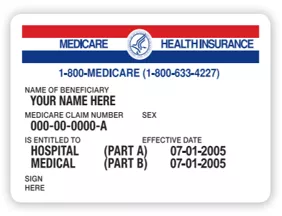 MEDICARE HEALTH INSURANCE
1-800-MEDICARE (1-800-633-4227)
NAME OF BENEFICIARY
YOUR NAME HERE
MEDICARE CLAIM NUMBER SEX
000-00-0000-A
IS ENTITLED TO EFFECTIVE DATE
HOSPITAL (PART A) 07-01-2005
MEDICAL (PART B) 07-01-2005
SIGN
HERE